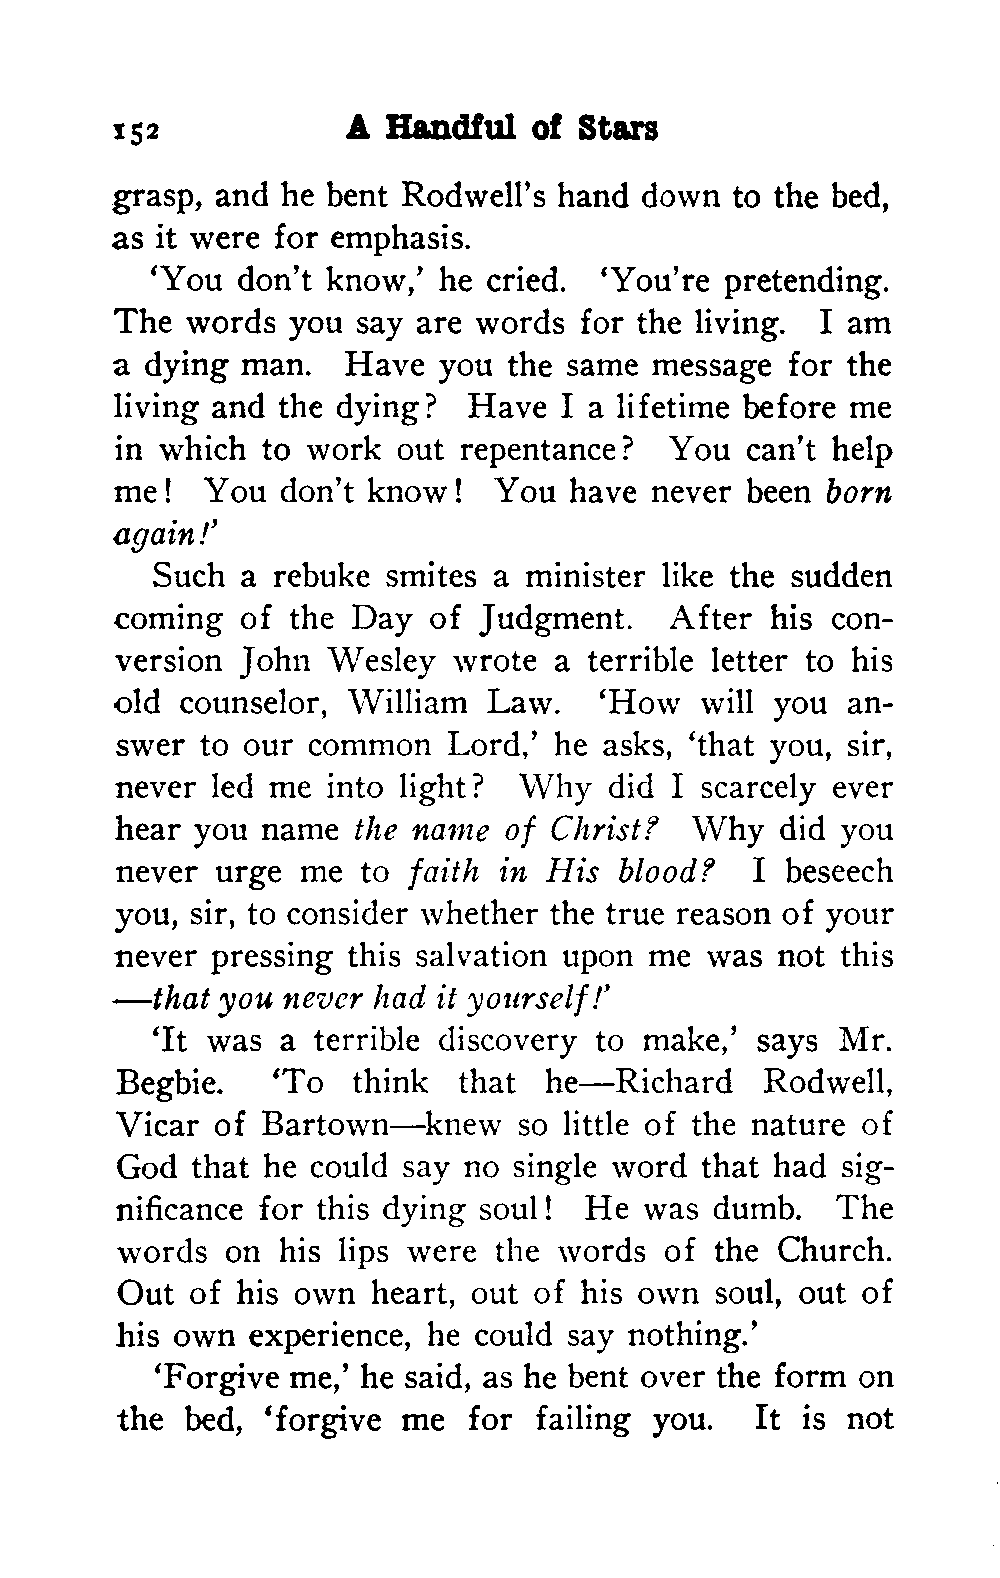 152 A Handful of Stars
grasp, and he bent Rodwell's hand down to the bed,
as it were for emphasis.
‘You don't know,’ he cried. ‘You're pretending.
The words you say are words for the living. I am
a dying man. Have you the same message for the
living and the dying? Have I a lifetime before me
in which to work out repentance? You can't help
me! You don't know! You have never been born
again!’
Such a rebuke smites a minister like the sudden
coming of the Day of Judgment. After his con-
version John Wesley wrote a terrible letter to his
old counselor, William Law. ‘How will you an-
swer to our common Lord,’ he asks, ‘that you, sir,
never led me into light? Why did I scarcely ever
hear you name the name of Christ? Why did you
never urge me to faith in His blood? I beseech
you, sir, to consider whether the true reason of your
never pressing this salvation upon me was not this
—that you never had it yourself!’
‘It was a terrible discovery to make,’ says Mr.
Begbie. ‘To think that he—Richard Rodwell,
Vicar of Bartown—knew so little of the nature of
God that he could say no single word that had sig-
nificance for this dying soul! He was dumb. The
words on his lips were the words of the Church.
Out of his own heart, out of his own soul, out of
his own experience, he could say nothing.’
‘Forgive me,’ he said, as he bent over the form on
the bed, ‘forgive me for failing you. It is not